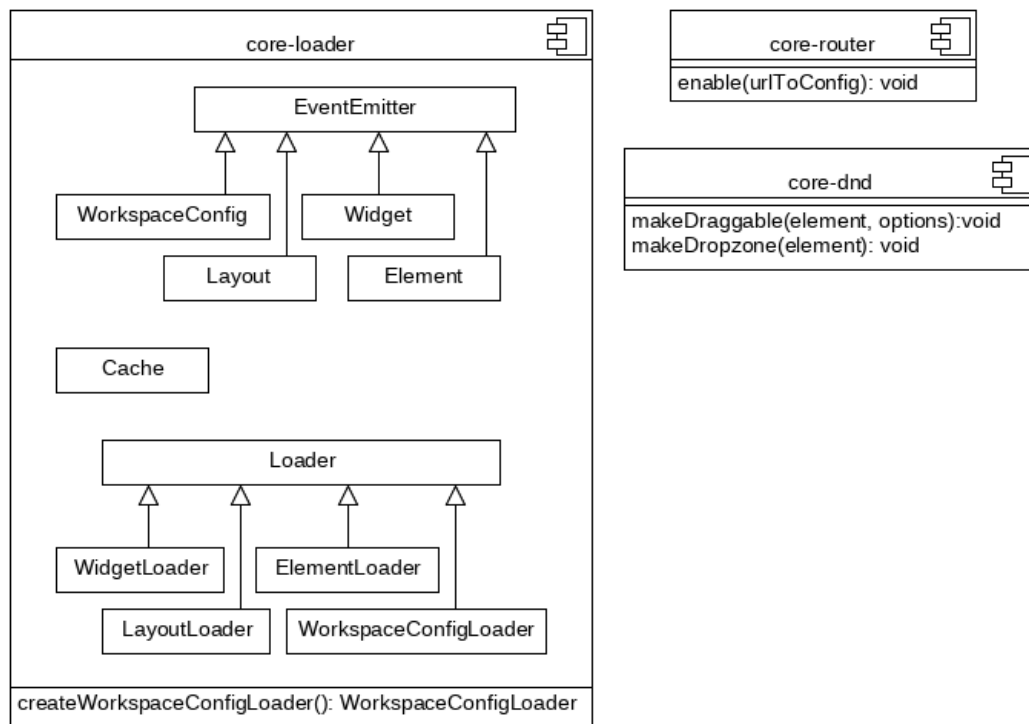 core-loader
EventEmitter
WorkspaceConfig
Widget
Layout
Element
Cache
Loader
WidgetLoader
ElementLoader
LayoutLoader
WorkspaceConfigLoader
createWorkspaceConfigLoader(): WorkspaceConfigLoader
core-router
enable(urlToConfig): void
core-dnd
makeDraggable(element, options):void
makeDropzone(element): void